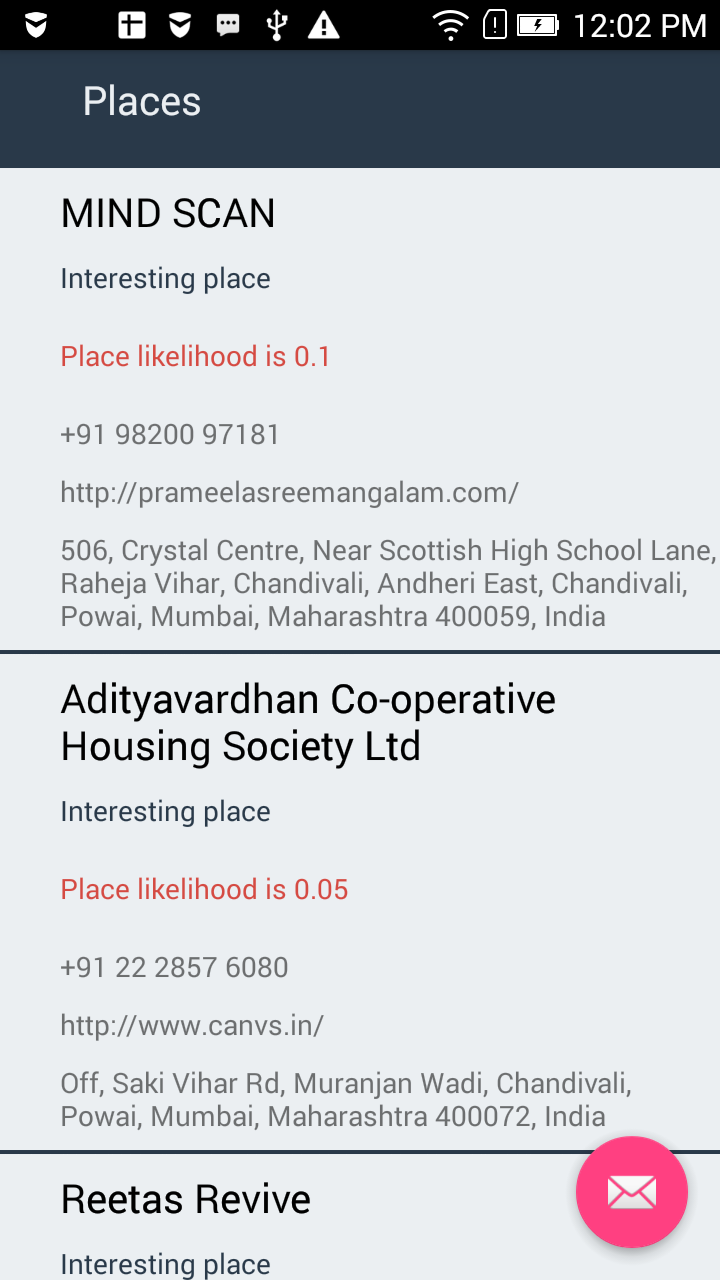 12:02 PM
Places
MIND SCAN
Interesting place
Place likelihood is 0.1
+91 98200 97181
http://prameelasreemangalam.com/
506, Crystal Centre, Near Scottish High School Lane,
Raheja Vihar, Chandivali, Andheri East, Chandivali,
Powai, Mumbai, Maharashtra 400059, India
Adityavardhan Co-operative
Housing Society Ltd
Interesting place
Place likelihood is 0.05
+91 22 2857 6080
http://www.canvs.in/
Off, Saki Vihar Rd, Muranjan Wadi, Chandivali,
Powai, Mumbai, Maharashtra 400072, India
Reetas Revive
Interesting place